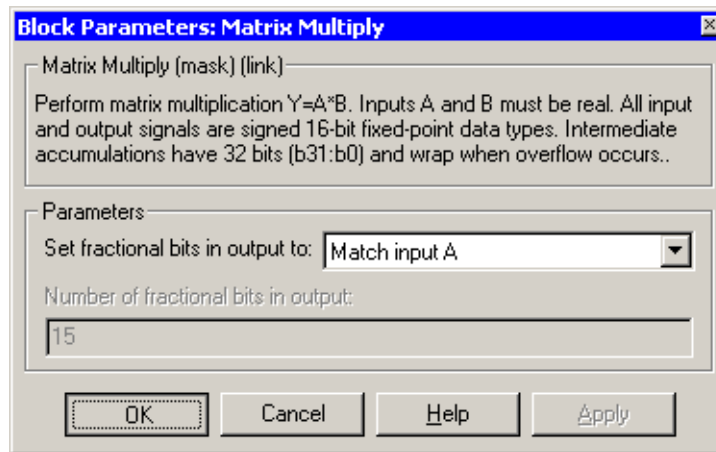 Block Parameters: Matrix Multiply
Matrix Multiply (mask) (link)
Perform matrix multiplication Y=A*B. Inputs A and B must be real. All input
and output signals are signed 16-bit fixed-point data types. Intermediate
accumulations have 32 bits (b31:b0) and wrap when overflow occurs..
Parameters
Set fractional bits in output to: Match input A
Number of fractional bits in output:
15
OK Cancel Help Apply